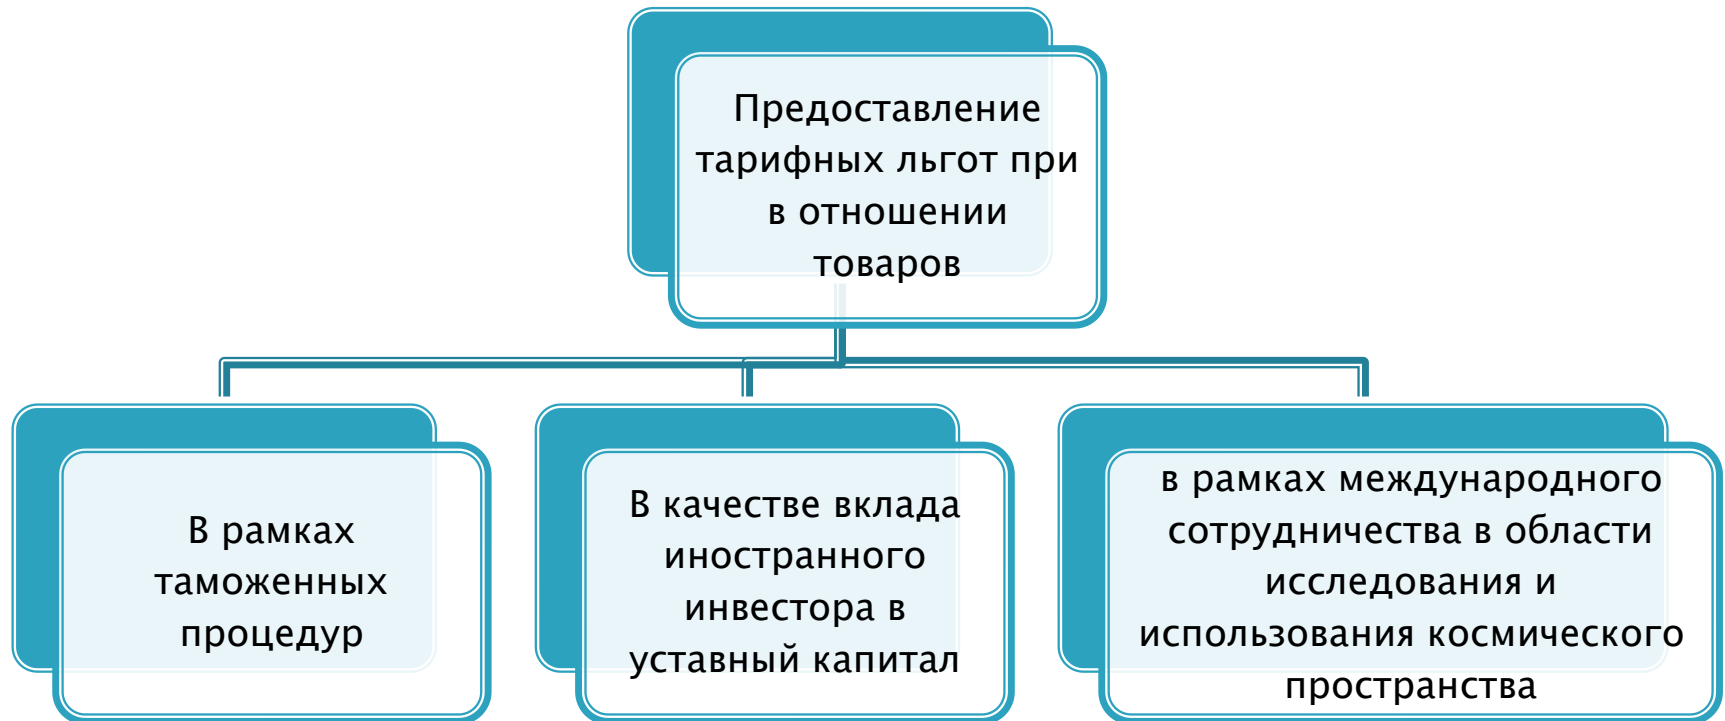 Предоставление
тарифных льгот при
в отношении
товаров
В рамках
таможенных
процедур
В качестве вклада
иностранного
инвестора в
уставный капитал
в рамках международного
сотрудничества в области
исследования и
использования космического
пространства